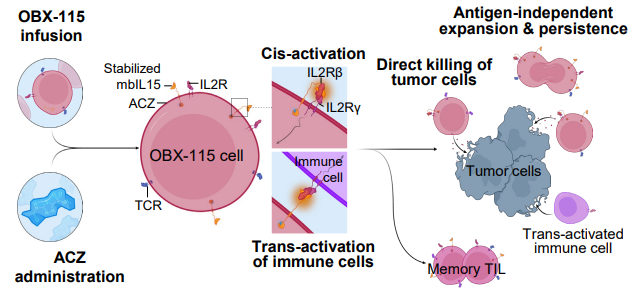 OBX-115
infusion
ACZ
administration
Stabilized
mbIL15
IL2R
ACZ
OBX-115 cell
TCR
Cis-activation
IL2Rβ
IL2Rγ
Immune
cell
Trans-activation
of immune cells
Antigen-independent
expansion & persistence
Direct killing of
tumor cells
Tumor cells
Trans-activated
immune cell
Memory TIL